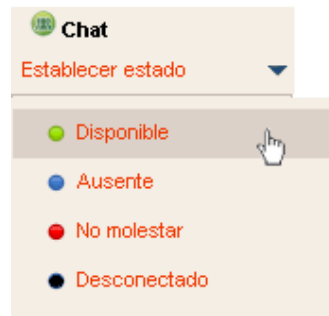 Chat
Establecer estado
Disponible
Ausente
No molestar
Desconectado